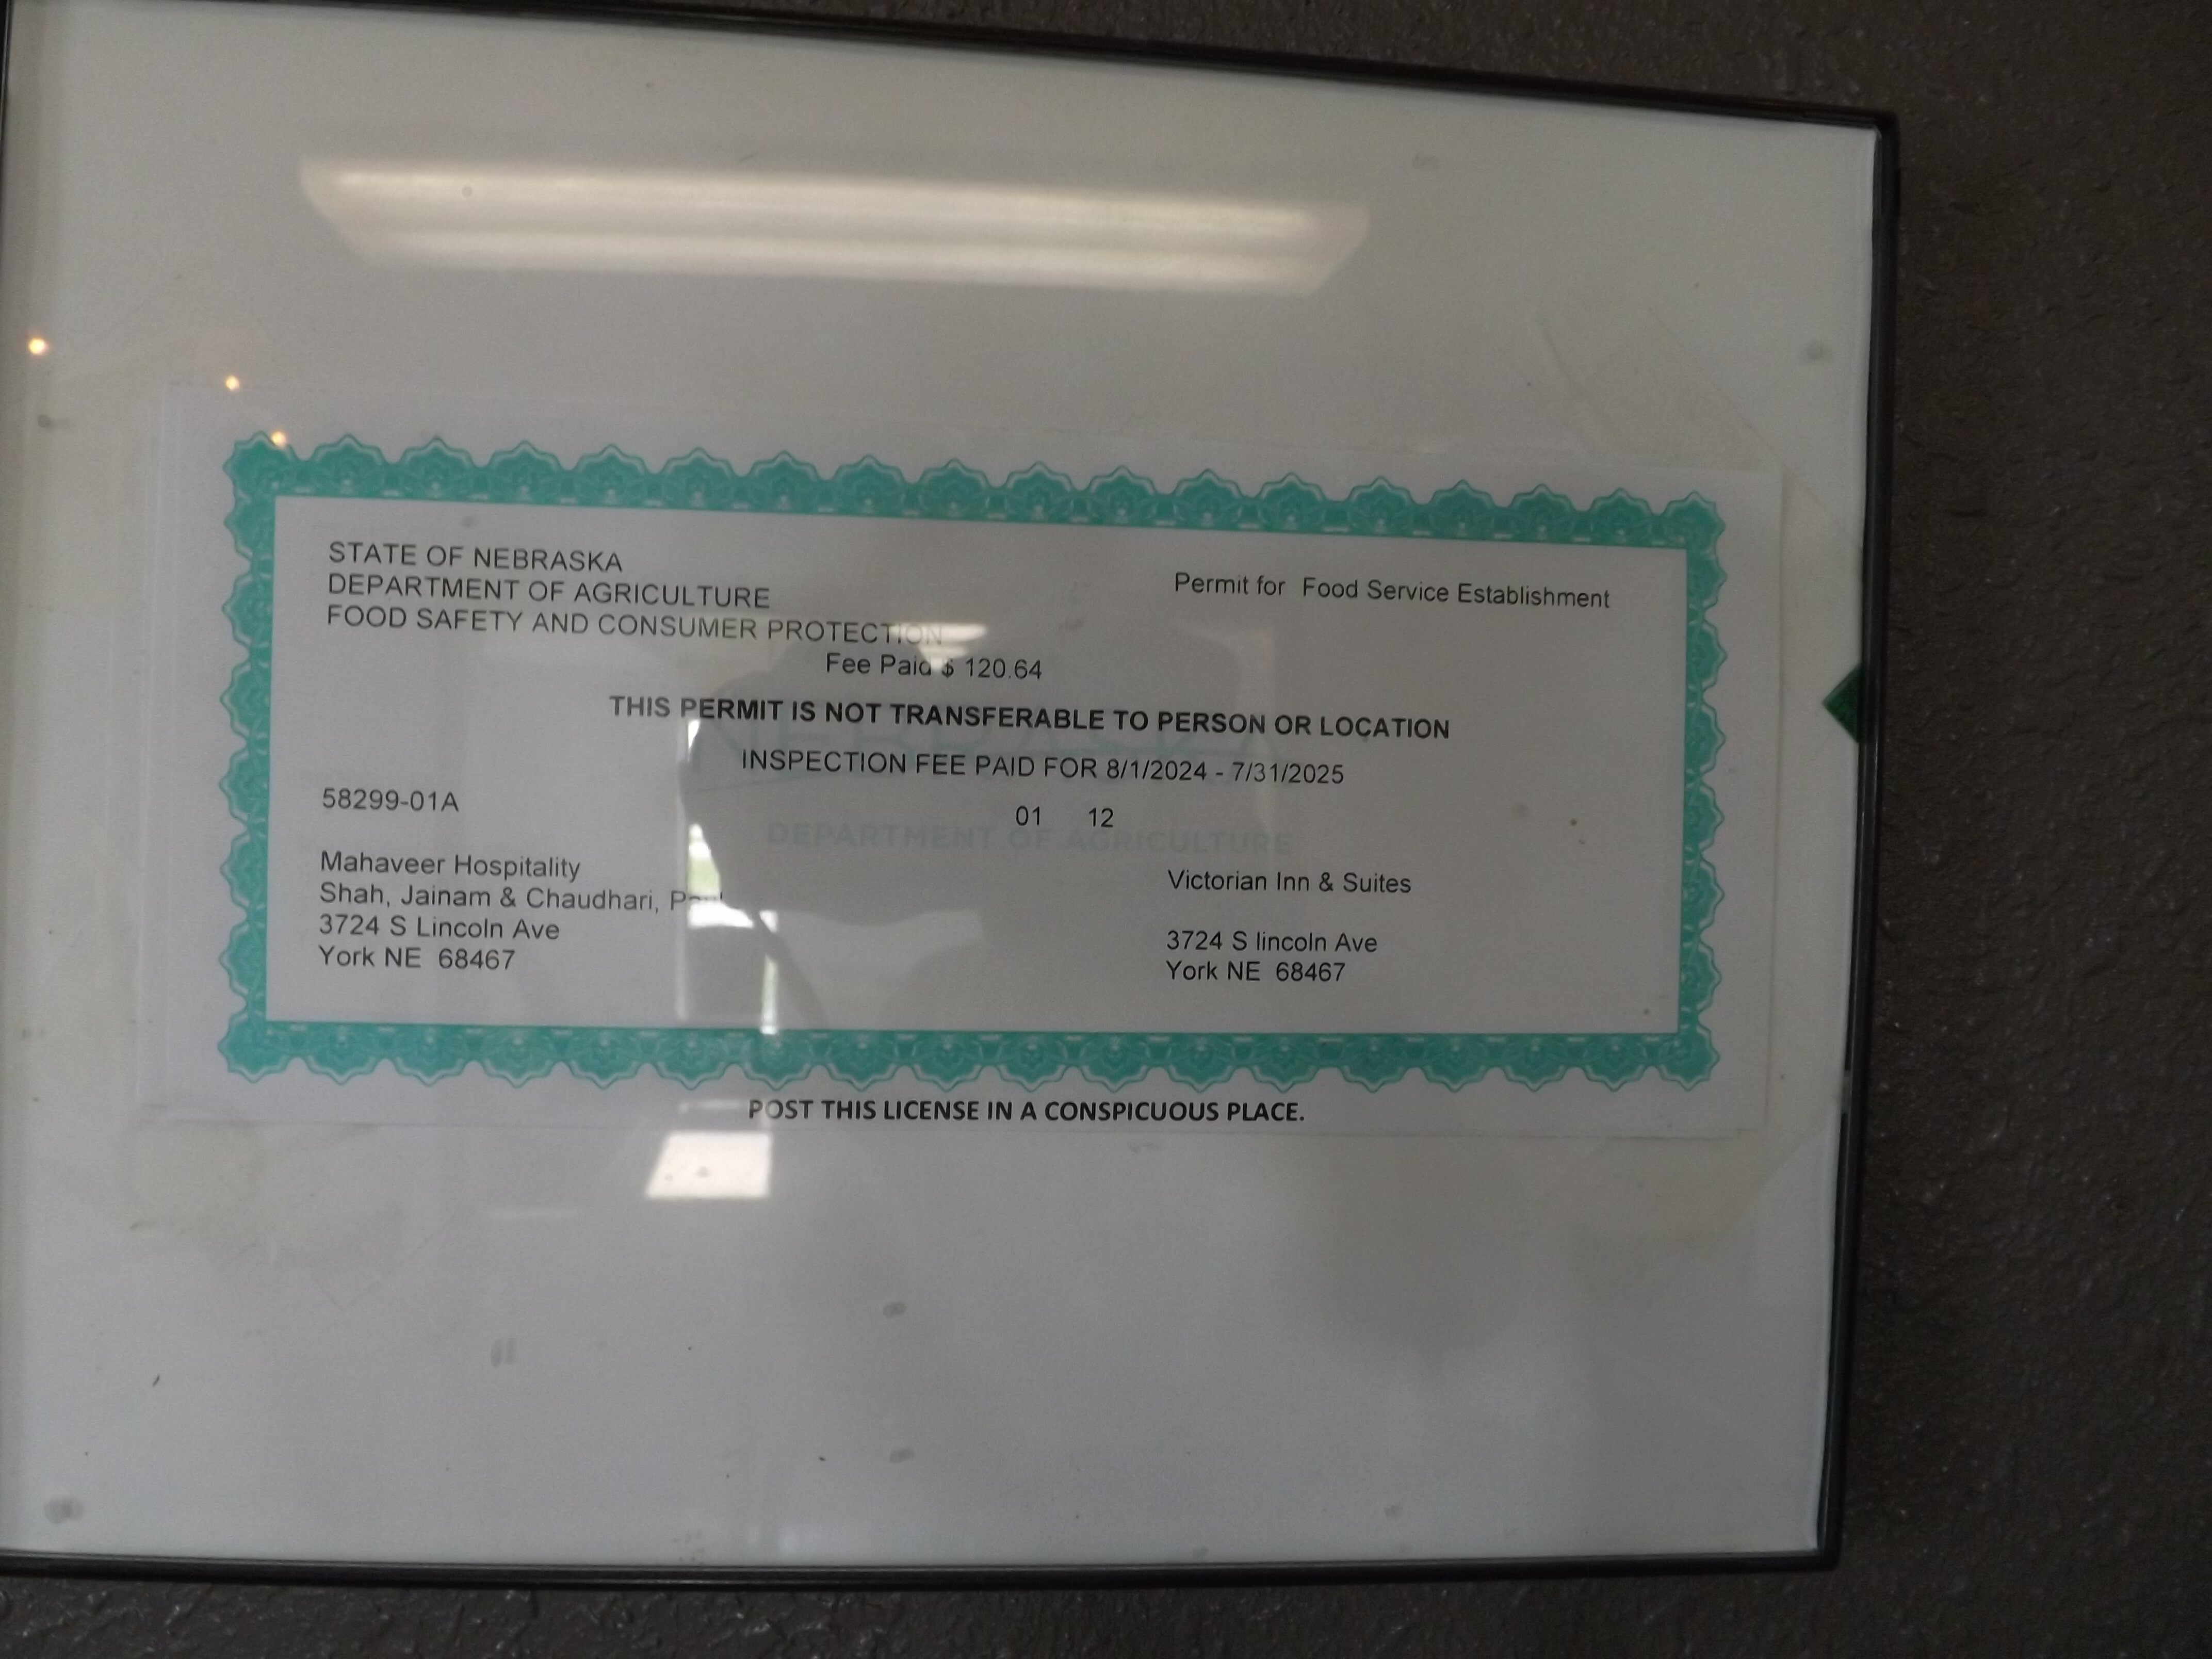 STATE OF NEBRASKA
DEPARTMENT OF AGRICULTURE
FOOD SAFETY AND CONSUMER PROTECTION
Permit for Food Service Establishment
Fee Paid $ 120.64
THIS PERMIT IS NOT TRANSFERABLE TO PERSON OR LOCATION
NEBRASKA
INSPECTION FEE PAID FOR 8/1/2024 - 7/31/2025
58299-01A
01 12
DEPARTMENT OF AGRICULTURE
Mahaveer Hospitality
Shah, Jainam & Chaudhari,
3724 S Lincoln Ave
York NE 68467
Victorian Inn & Suites
3724 S lincoln Ave
York NE 68467
POST THIS LICENSE IN A CONSPICUOUS PLACE.